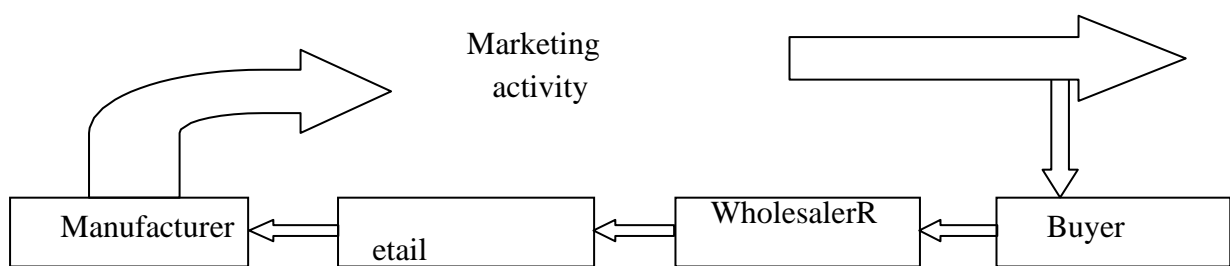 Marketing
activity
Manufacturer
etail
WholesalerR
Buyer